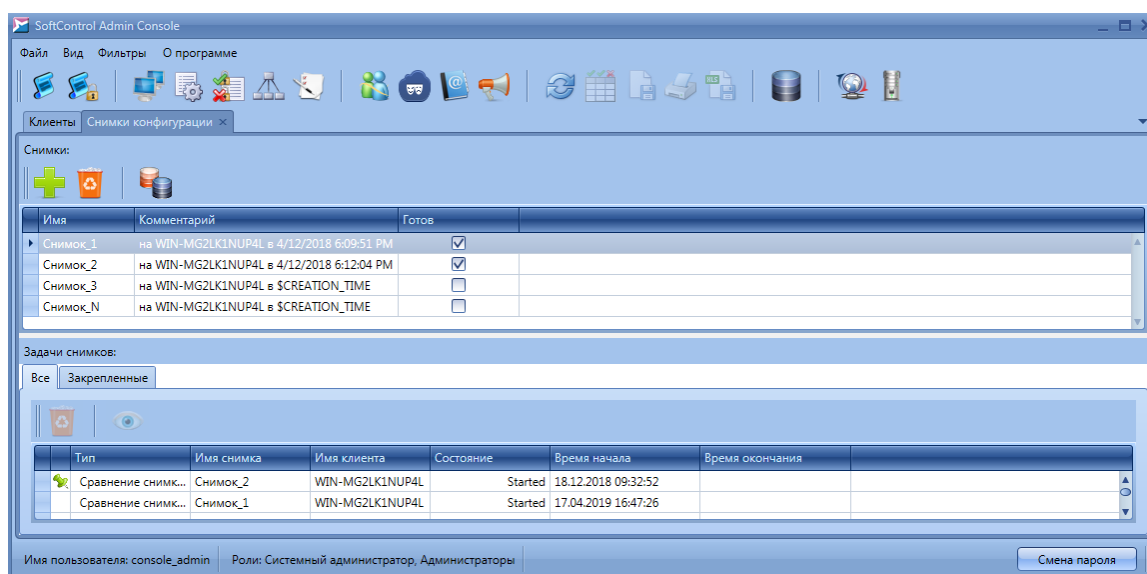 SoftControl Admin Console
Файл Вид Фильтры О программе
Клиенты Снимки конфигурации
Снимки:
Имя Комментарий Готов
Снимок_1 на WIN-MG2LK1NUP4L в 4/12/2018 6:09:51 PM
Снимок_2 на WIN-MG2LK1NUP4L в 4/12/2018 6:12:04 PM
Снимок_3 на WIN-MG2LK1NUP4L в $CREATION_TIME
Снимок_N на WIN-MG2LK1NUP4L в $CREATION_TIME
Задачи снимков:
Все Закрепленные
Тип Имя снимка Имя клиента Состояние Время начала Время окончания
Сравнение снимк... Снимок_2 WIN-MG2LK1NUP4L Started 18.12.2018 09:32:52
Сравнение снимк... Снимок_1 WIN-MG2LK1NUP4L Started 17.04.2019 16:47:26
Имя пользователя: console_admin Роли: Системный администратор, Администраторы Смена пароля